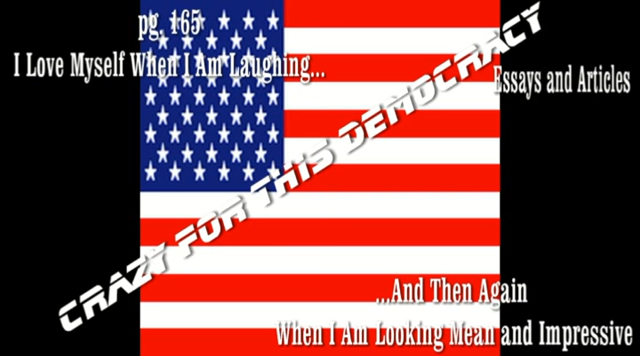 pg. 165
I Love Myself When I Am Laughing...
Essays and Articles
CRAZY FOR THIS DEMOCRACY
...And Then Again
When I Am Looking Mean and Impressive